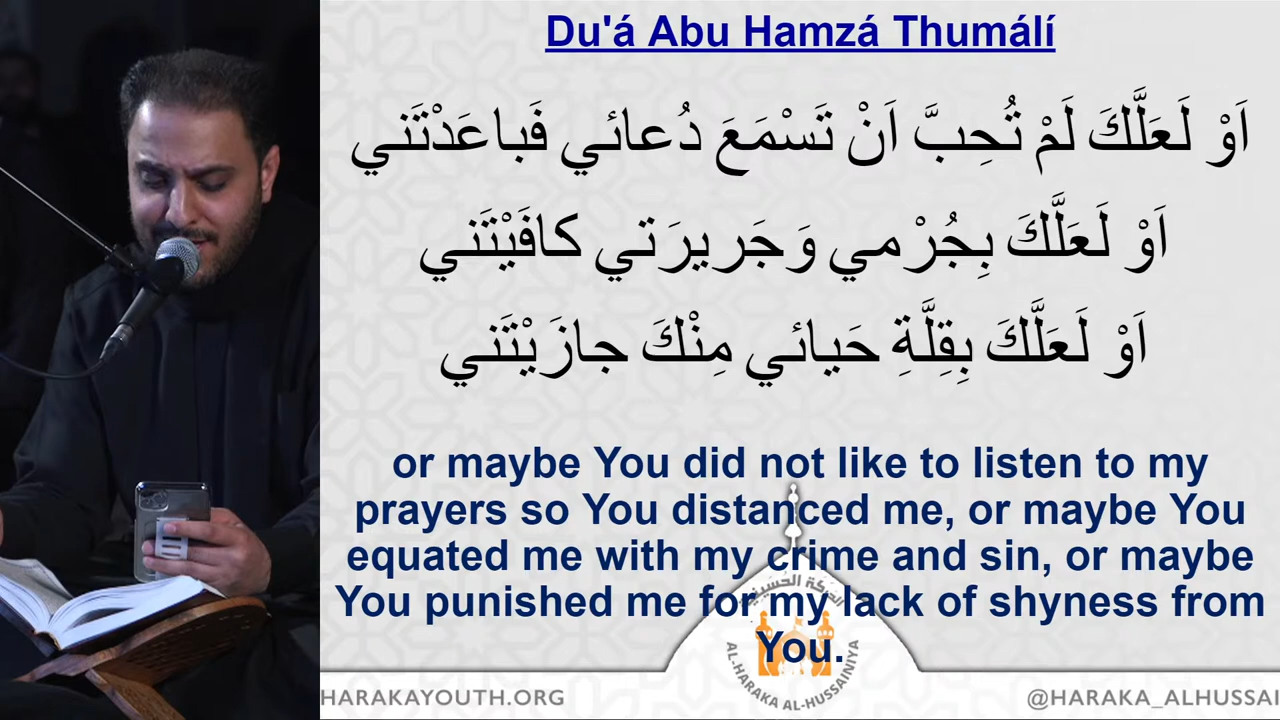 Du'á Abu Hamzá Thumálí
اَوْ لَعَلَّكَ لَمْ تُحِبَّ اَنْ تَسْمَعَ دُعائي فَباعَدْتَني
اَوْ لَعَلَّكَ بِجُرْمي وَجَريرَتي كافَيْتَني
اَوْ لَعَلَّكَ بِقِلَّةِ حَيائي مِنْكَ جازَيْتَني
or maybe You did not like to listen to my
prayers so You distanced me, or maybe You
equated me with my crime and sin, or maybe
You punished me for my lack of shyness from
You.
AL-HARAKA AL-HUSSAINIYA
HARAKAYOUTH.ORG
@HARAKA_ALHUSSAI